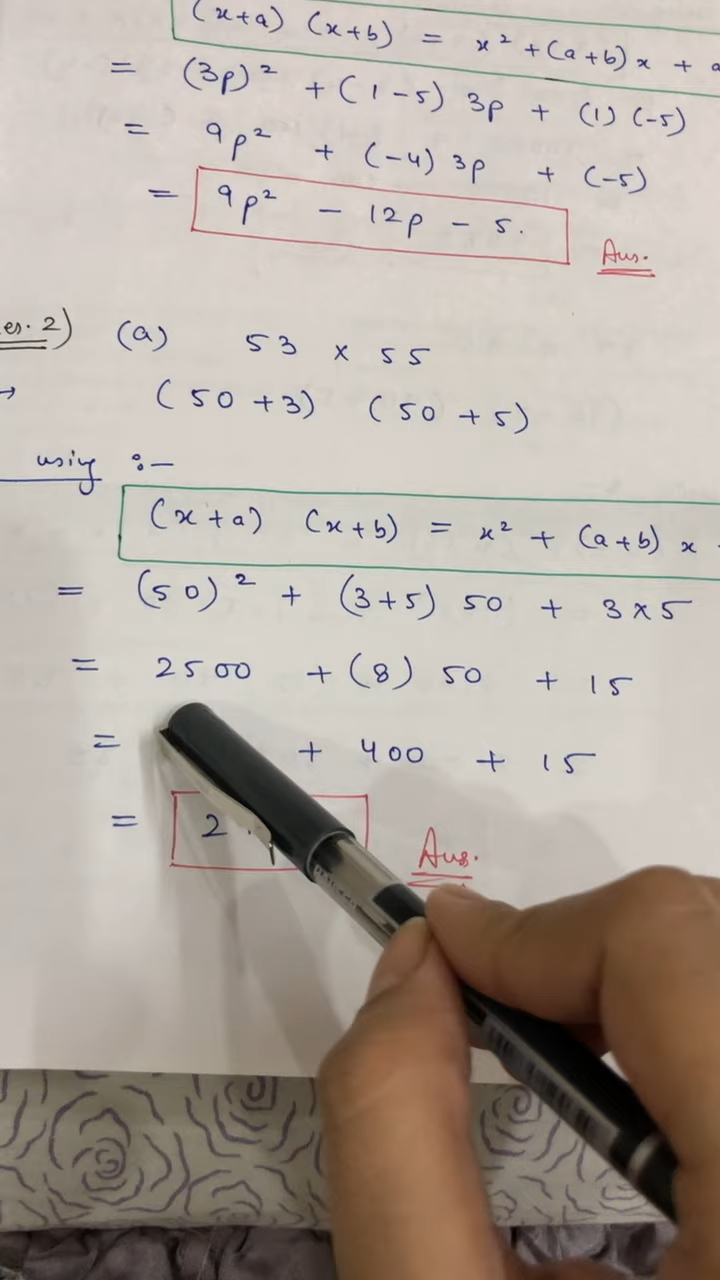 (x+a) (x+b) = x² + (a+b) x +
= (3p)² + (1-5) 3p + (1) (-5)
= 9p² + (-4) 3p + (-5)
= 9p² - 12p - 5.
Ans.
2) (a) 53 x 55
(50+3) (50+5)
using :-
(x+a) (x+b) = x² + (a+b) x
= (50)² + (3+5) 50 + 3x5
= 2500 + (8) 50 + 15
= + 400 + 15
= 2
Ans.